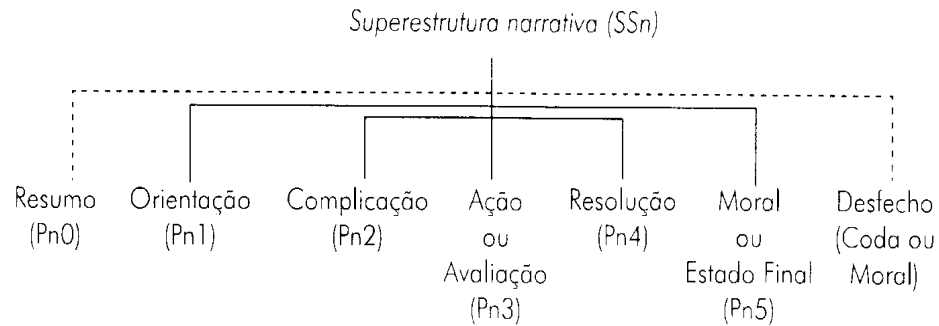 Superestrutura narrativa (SSn)
Resumo
(Pn0)
Orientação
(Pn1)
Complicação
(Pn2)
Ação
ou
Avaliação
(Pn3)
Resolução
(Pn4)
Moral
ou
Estado Final
(Pn5)
Desfecho
(Coda ou
Moral)